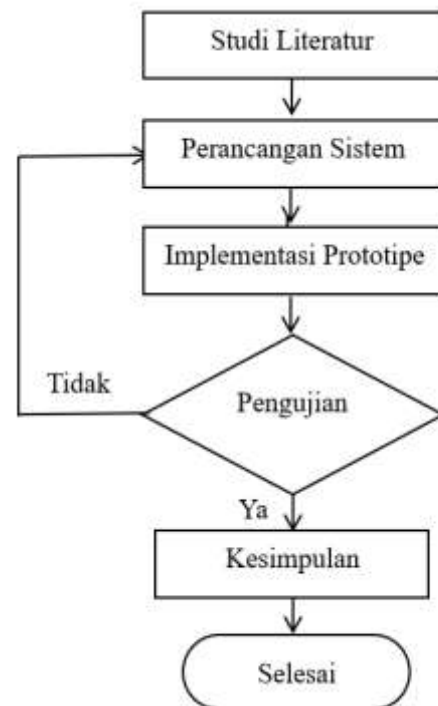 Studi Literatur
Perancangan Sistem
Implementasi Prototipe
Pengujian
Tidak
Ya
Kesimpulan
Selesai